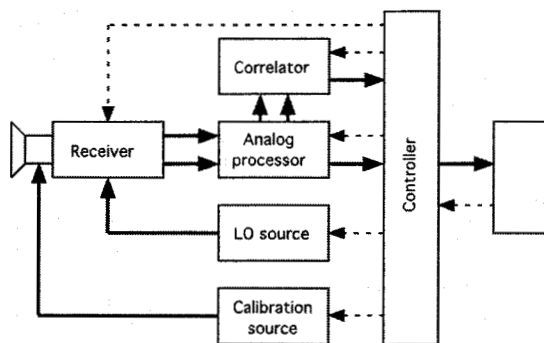 Correlator
Receiver
Analog
processor
Controller
LO source
Calibration
source